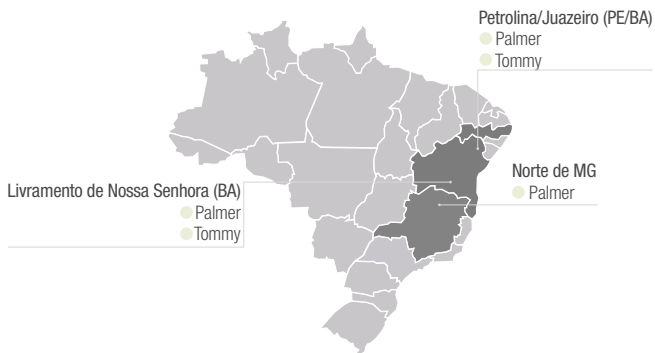 Petrolina/Juazeiro (PE/BA)
Palmer
Tommy
Norte de MG
Palmer
Livramento de Nossa Senhora (BA)
Palmer
Tommy